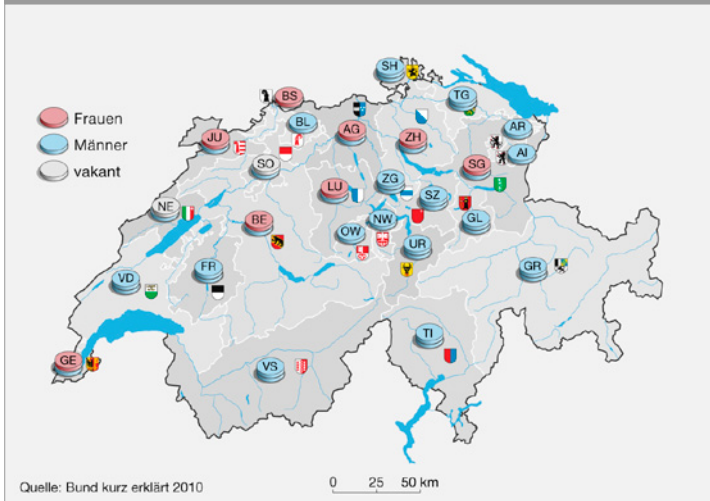 SH
BS
TG
BL
Frauen
AG
AR
JU
ZH
Männer
AI
SO
SG
vakant
LU
ZG
SZ
NE
BE
NW
GL
OW
UR
FR
GR
VD
TI
GE
VS
Quelle: Bund kurz erklärt 2010
0 25 50 km